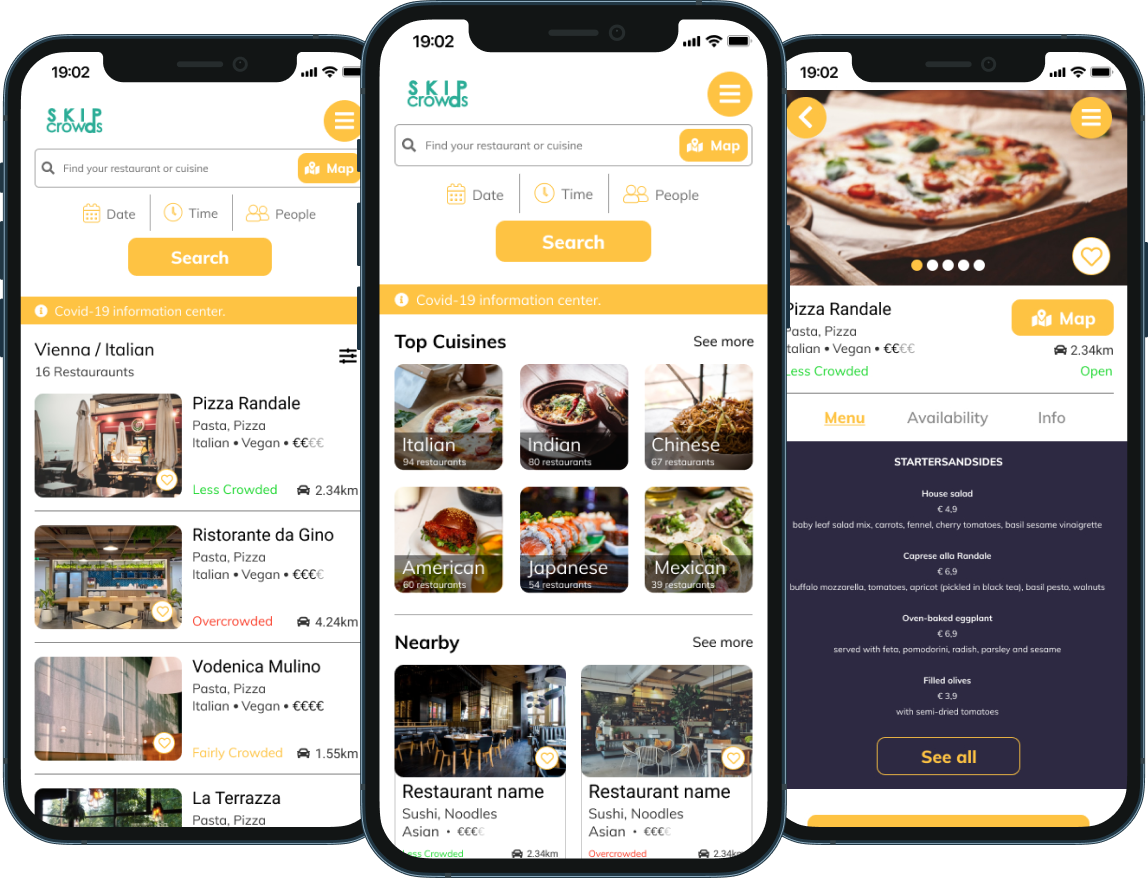 19:02
SKIP
crowds
Find your restaurant or cuisine
Map
Date
Time
People
Search
Covid-19 information center.
Vienna / Italian
16 Restauraunts
Pizza Randale
Pasta, Pizza
Italian • Vegan • €€€€
Less Crowded
2.34km
Ristorante da Gino
Pasta, Pizza
Italian • Vegan • €€€€
Overcrowded
4.24km
Vodenica Mulino
Pasta, Pizza
Italian • Vegan • €€€€
Fairly Crowded
1.55km
La Terrazza
Pasta, Pizza
19:02
SKIP
crowds
Find your restaurant or cuisine
Map
Date
Time
People
Search
Covid-19 information center.
Top Cuisines
See more
Italian
94 restaurants
Indian
80 restaurants
Chinese
67 restaurants
American
60 restaurants
Japanese
54 restaurants
Mexican
39 restaurants
Nearby
See more
Restaurant name
Sushi, Noodles
Asian • €€€€
Less Crowded
2.34km
Restaurant name
Sushi, Noodles
Asian • €€€€
Overcrowded
2.34km
19:02
Pizza Randale
Pasta, Pizza
Italian • Vegan • €€€€
Less Crowded
Map
2.34km
Open
Menu
Availability
Info
STARTERSANDSIDES
House salad
€ 4,9
baby leaf salad mix, carrots, fennel, cherry tomatoes, basil sesame vinaigrette
Caprese alla Randale
€ 6,9
buffalo mozzarella, tomatoes, apricot (pickled in black tea), basil pesto, walnuts
Oven-baked eggplant
€ 6,9
served with feta, pomodorini, radish, parsley and sesame
Filled olives
€ 3,9
with semi-dried tomatoes
See all